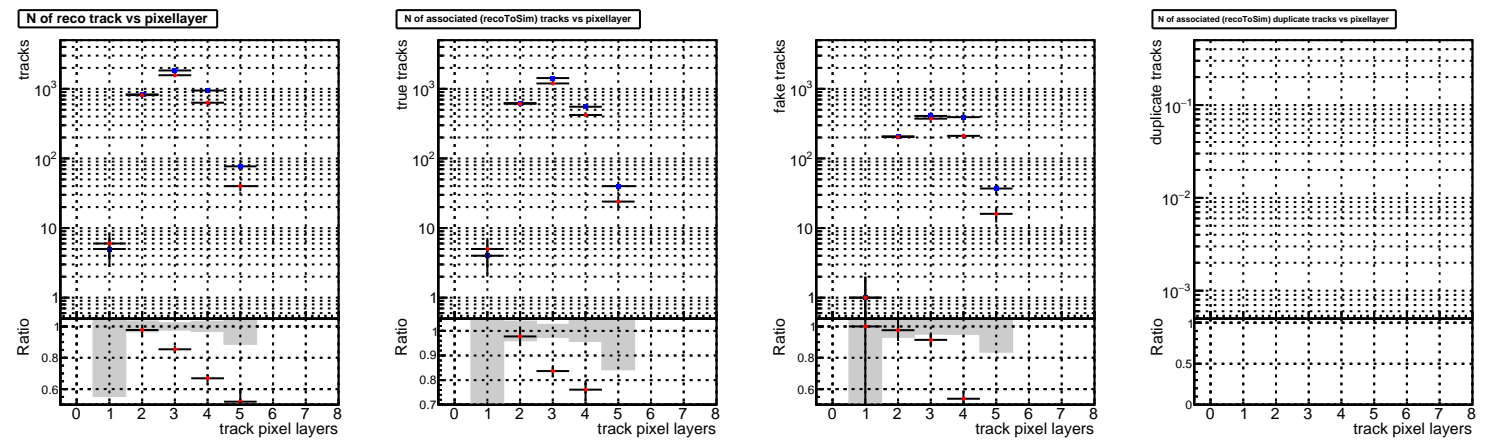 N of reco track vs pixellayer
tracks
10³
10²
10
1
Ratio
1
0.8
0.6
0 1 2 3 4 5 6 7 8
track pixel layers
N of associated (recoToSim) tracks vs pixellayer
true tracks
10³
10²
10
1
Ratio
1
0.9
0.8
0.7
0 1 2 3 4 5 6 7 8
track pixel layers
fake tracks
10³
10²
10
1
Ratio
1
0.8
0.6
0 1 2 3 4 5 6 7 8
track pixel layers
N of associated (recoToSim) duplicate tracks vs pixellayer
duplicate tracks
10⁻¹
10⁻²
10⁻³
Ratio
1
0.5
0
0 1 2 3 4 5 6 7 8
track pixel layers